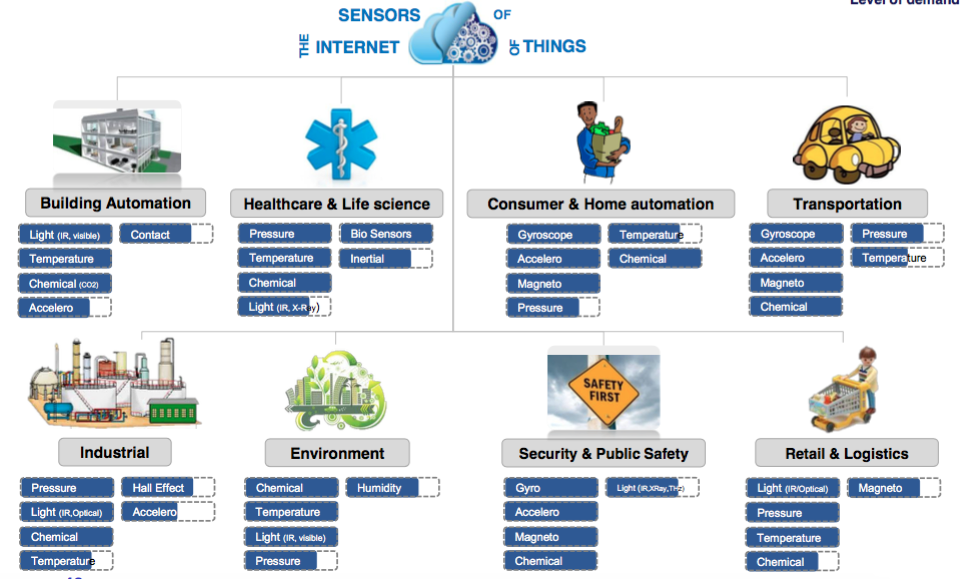 Level of demand
SENSORS OF
THE INTERNET OF THINGS
Building Automation
Healthcare & Life science
Consumer & Home automation
Transportation
Light (IR, visible)
Contact
Temperature
Chemical (CO2)
Accelero
Pressure
Bio Sensors
Temperature
Inertial
Chemical
Light (IR, X-Ray)
Gyroscope
Temperature
Accelero
Chemical
Magneto
Pressure
Gyroscope
Pressure
Accelero
Temperature
Magneto
Chemical
SAFETY
FIRST
Industrial
Environment
Security & Public Safety
Retail & Logistics
Pressure
Hall Effect
Light (IR,Optical)
Accelero
Chemical
Temperature
Chemical
Humidity
Temperature
Light (IR, visible)
Pressure
Gyro
Light (IR,XRay,THz)
Accelero
Magneto
Chemical
Light (IR/Optical)
Magneto
Pressure
Temperature
Chemical